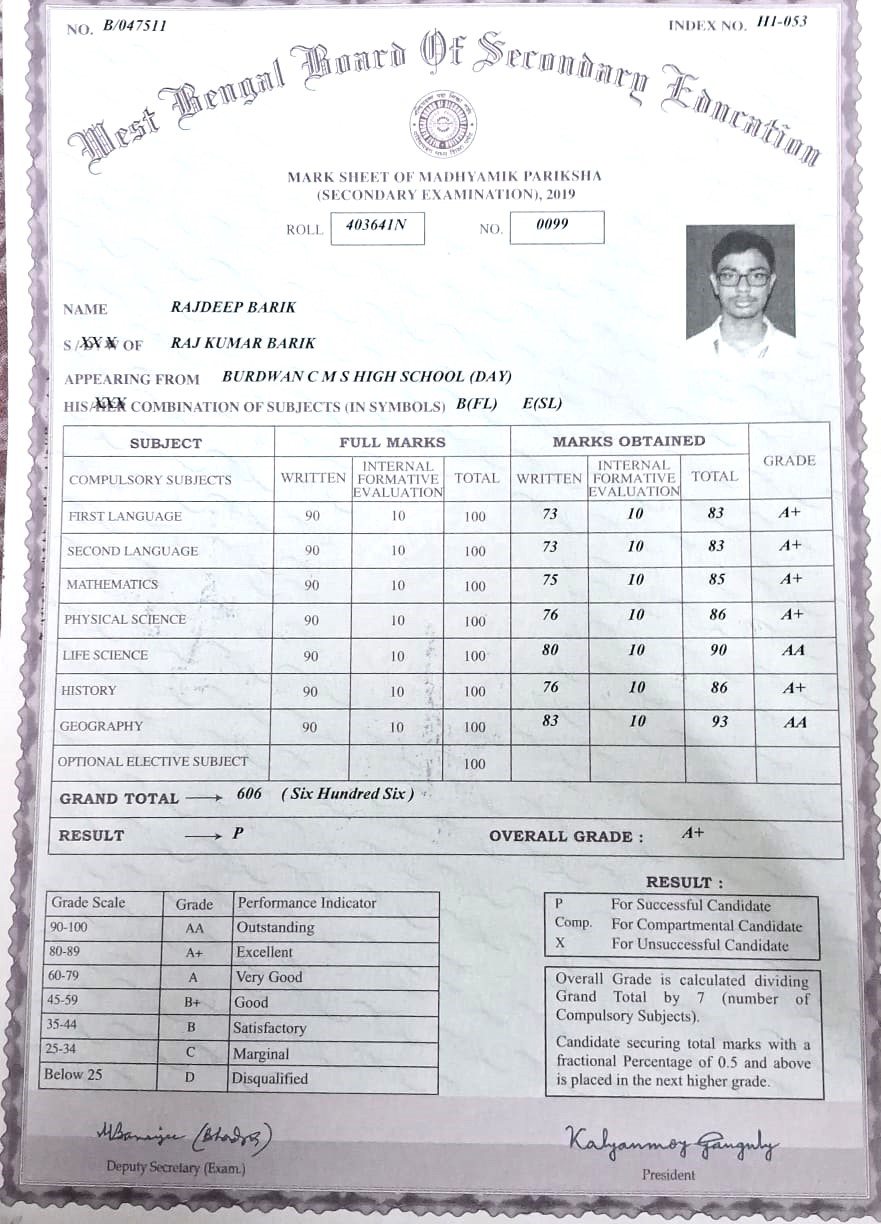 NO. B/047511 INDEX NO. H1-053
West Bengal Board Of Secondary Education
MARK SHEET OF MADHYAMIK PARIKSHA
(SECONDARY EXAMINATION), 2019
ROLL 403641N NO. 0099
NAME RAJDEEP BARIK
S / OF RAJ KUMAR BARIK
APPEARING FROM BURDWAN C M S HIGH SCHOOL (DAY)
HIS/HER COMBINATION OF SUBJECTS (IN SYMBOLS) B(FL) E(SL)
SUBJECT FULL MARKS MARKS OBTAINED GRADE
COMPULSORY SUBJECTS WRITTEN INTERNAL FORMATIVE EVALUATION TOTAL WRITTEN INTERNAL FORMATIVE EVALUATION TOTAL
FIRST LANGUAGE 90 10 100 73 10 83 A+
SECOND LANGUAGE 90 10 100 73 10 83 A+
MATHEMATICS 90 10 100 75 10 85 A+
PHYSICAL SCIENCE 90 10 100 76 10 86 A+
LIFE SCIENCE 90 10 100 80 10 90 AA
HISTORY 90 10 100 76 10 86 A+
GEOGRAPHY 90 10 100 83 10 93 AA
OPTIONAL ELECTIVE SUBJECT 100
GRAND TOTAL → 606 ( Six Hundred Six )
RESULT → P OVERALL GRADE : A+
Grade Scale Grade Performance Indicator
90-100 AA Outstanding
80-89 A+ Excellent
60-79 A Very Good
45-59 B+ Good
35-44 B Satisfactory
25-34 C Marginal
Below 25 D Disqualified
RESULT :
P For Successful Candidate
Comp. For Compartmental Candidate
X For Unsuccessful Candidate
Overall Grade is calculated dividing
Grand Total by 7 (number of
Compulsory Subjects).
Candidate securing total marks with a
fractional Percentage of 0.5 and above
is placed in the next higher grade.
Deputy Secretary (Exam.)
Kalyanmoy Ganguly
President